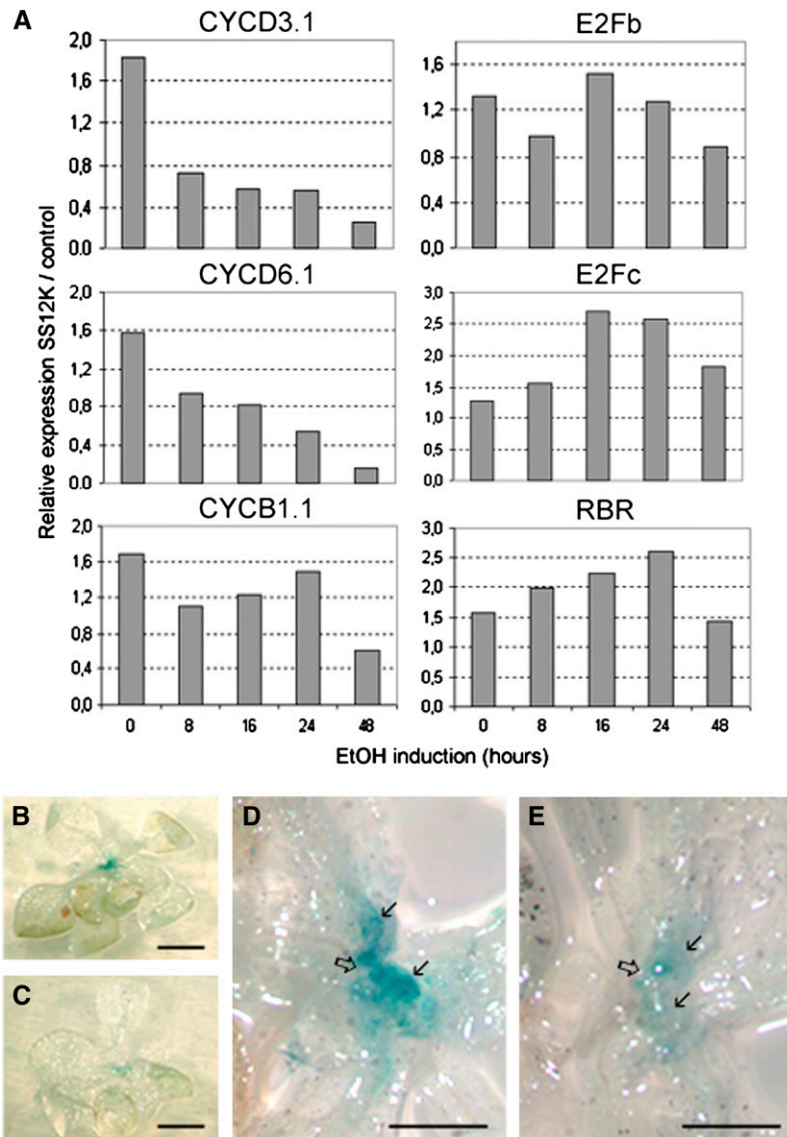 A
CYCD3.1
2,0
1,6
1,2
0,8
0,4
0.0
E2Fb
1,6
1,2
0,8
0,4
0,0
Relative expression SS12K / control
CYCD6.1
1,6
1,2
0,8
0,4
0,0
E2Fc
3,0
2,5
2,0
1,5
1,0
0,5
0,0
CYCB1.1
2,0
1,6
1,2
0,8
0,4
0,0
0 8 16 24 48
RBR
3,0
2,5
2,0
1,5
1,0
0,5
0,0
0 8 16 24 48
EtOH induction (hours)
B
C
D
E